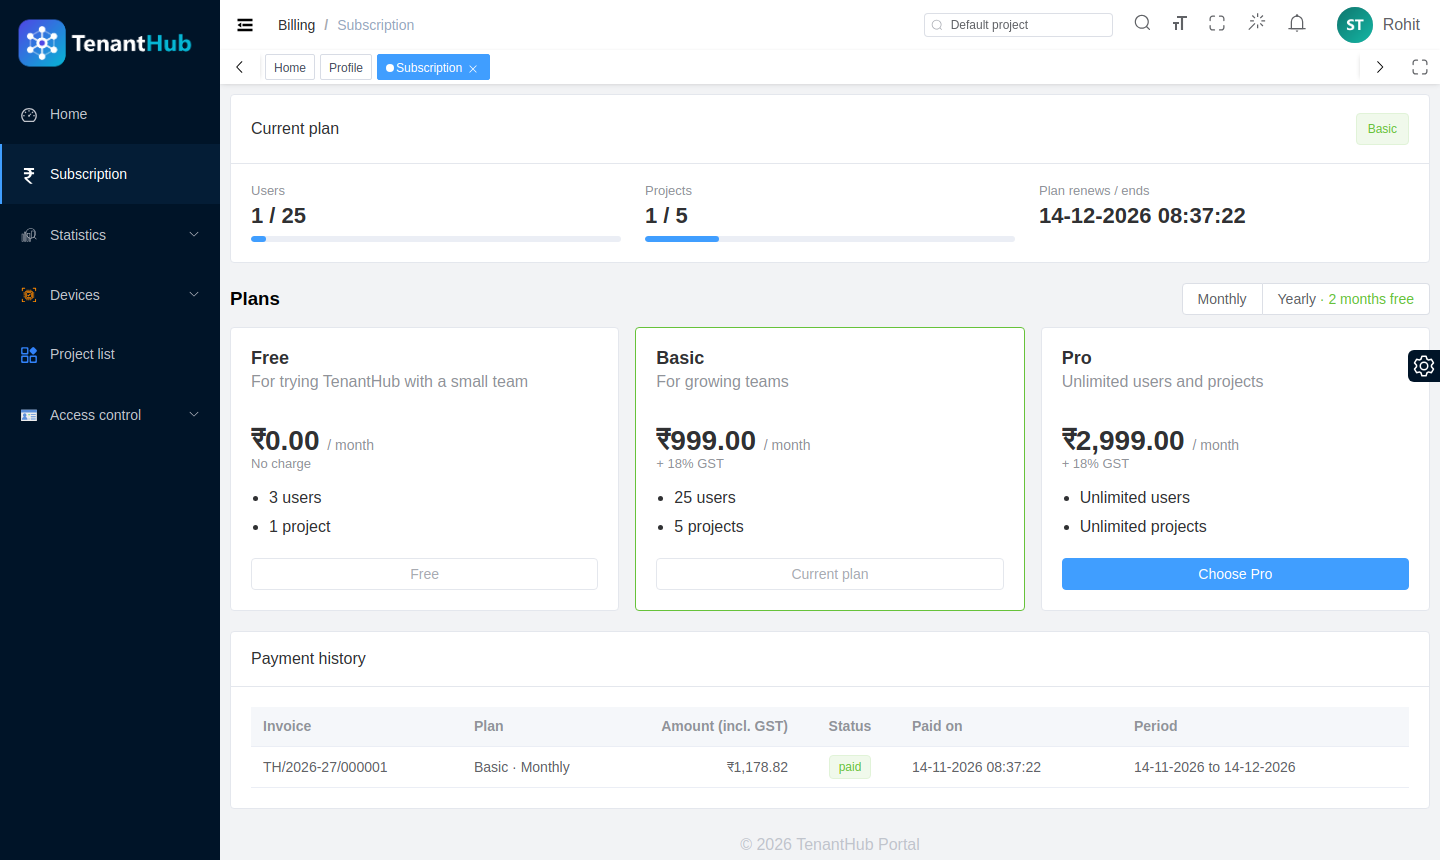 TenantHub
Billing / Subscription
Default project
ST
Rohit
Home
Profile
Subscription
Home
Subscription
Statistics
Devices
Project list
Access control
Current plan
Basic
Users
1 / 25
Projects
1 / 5
Plan renews / ends
14-12-2026 08:37:22
Plans
Monthly
Yearly · 2 months free
Free
For trying TenantHub with a small team
₹0.00 / month
No charge
• 3 users
• 1 project
Free
Basic
For growing teams
₹999.00 / month
+ 18% GST
• 25 users
• 5 projects
Current plan
Pro
Unlimited users and projects
₹2,999.00 / month
+ 18% GST
• Unlimited users
• Unlimited projects
Choose Pro
Payment history
Invoice Plan Amount (incl. GST) Status Paid on Period
TH/2026-27/000001 Basic · Monthly ₹1,178.82 paid 14-11-2026 08:37:22 14-11-2026 to 14-12-2026
© 2026 TenantHub Portal